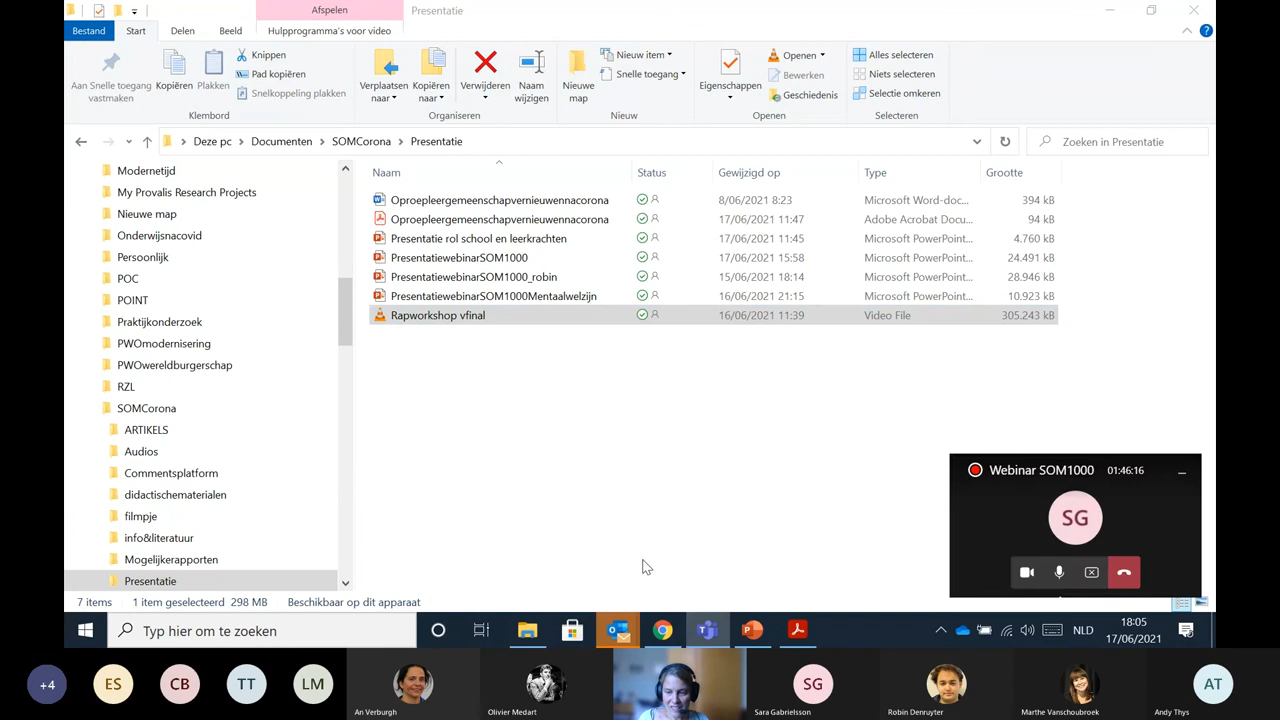 Afspelen
Presentatie
Bestand
Start
Delen
Beeld
Hulpprogramma's voor video
Aan Snelle toegang vastmaken
Kopiëren
Plakken
Knippen
Pad kopiëren
Snelkoppeling plakken
Klembord
Verplaatsen naar
Kopiëren naar
Verwijderen
Naam wijzigen
Organiseren
Nieuwe map
Nieuw item
Snelle toegang
Nieuw
Eigenschappen
Openen
Bewerken
Geschiedenis
Openen
Alles selecteren
Niets selecteren
Selectie omkeren
Selecteren
Deze pc > Documenten > SOMCorona > Presentatie
Zoeken in Presentatie
Modernetijd
My Provalis Research Projects
Nieuwe map
Onderwijsnacovid
Persoonlijk
POC
POINT
Praktijkonderzoek
PWOmodernisering
PWOwereldburgerschap
RZL
SOMCorona
ARTIKELS
Audios
Commentsplatform
didactischematerialen
filmpje
info&literatuur
Mogelijkerapporten
Presentatie
Naam Status Gewijzigd op Type Grootte
Oproepleergemeenschapvernieuwennacorona 8/06/2021 8:23 Microsoft Word-doc... 394 kB
Oproepleergemeenschapvernieuwennacorona 17/06/2021 11:47 Adobe Acrobat Docu... 94 kB
Presentatie rol school en leerkrachten 17/06/2021 11:45 Microsoft PowerPoint... 4.760 kB
PresentatiewebinarSOM1000 17/06/2021 15:58 Microsoft PowerPoint... 24.491 kB
PresentatiewebinarSOM1000_robin 15/06/2021 18:14 Microsoft PowerPoint... 28.946 kB
PresentatiewebinarSOM1000Mentaalwelzijn 16/06/2021 21:15 Microsoft PowerPoint... 10.923 kB
Rapworkshop vfinal 16/06/2021 11:39 Video File 305.243 kB
Webinar SOM1000 01:46:16
SG
7 items 1 item geselecteerd 298 MB Beschikbaar op dit apparaat
Typ hier om te zoeken
NLD
18:05
17/06/2021
+4
ES
CB
TT
LM
An Verburgh
Olivier Medart
SG
Sara Gabrielsson
Robin Denruyter
Marthe Vanschoubroek
AT
Andy Thys